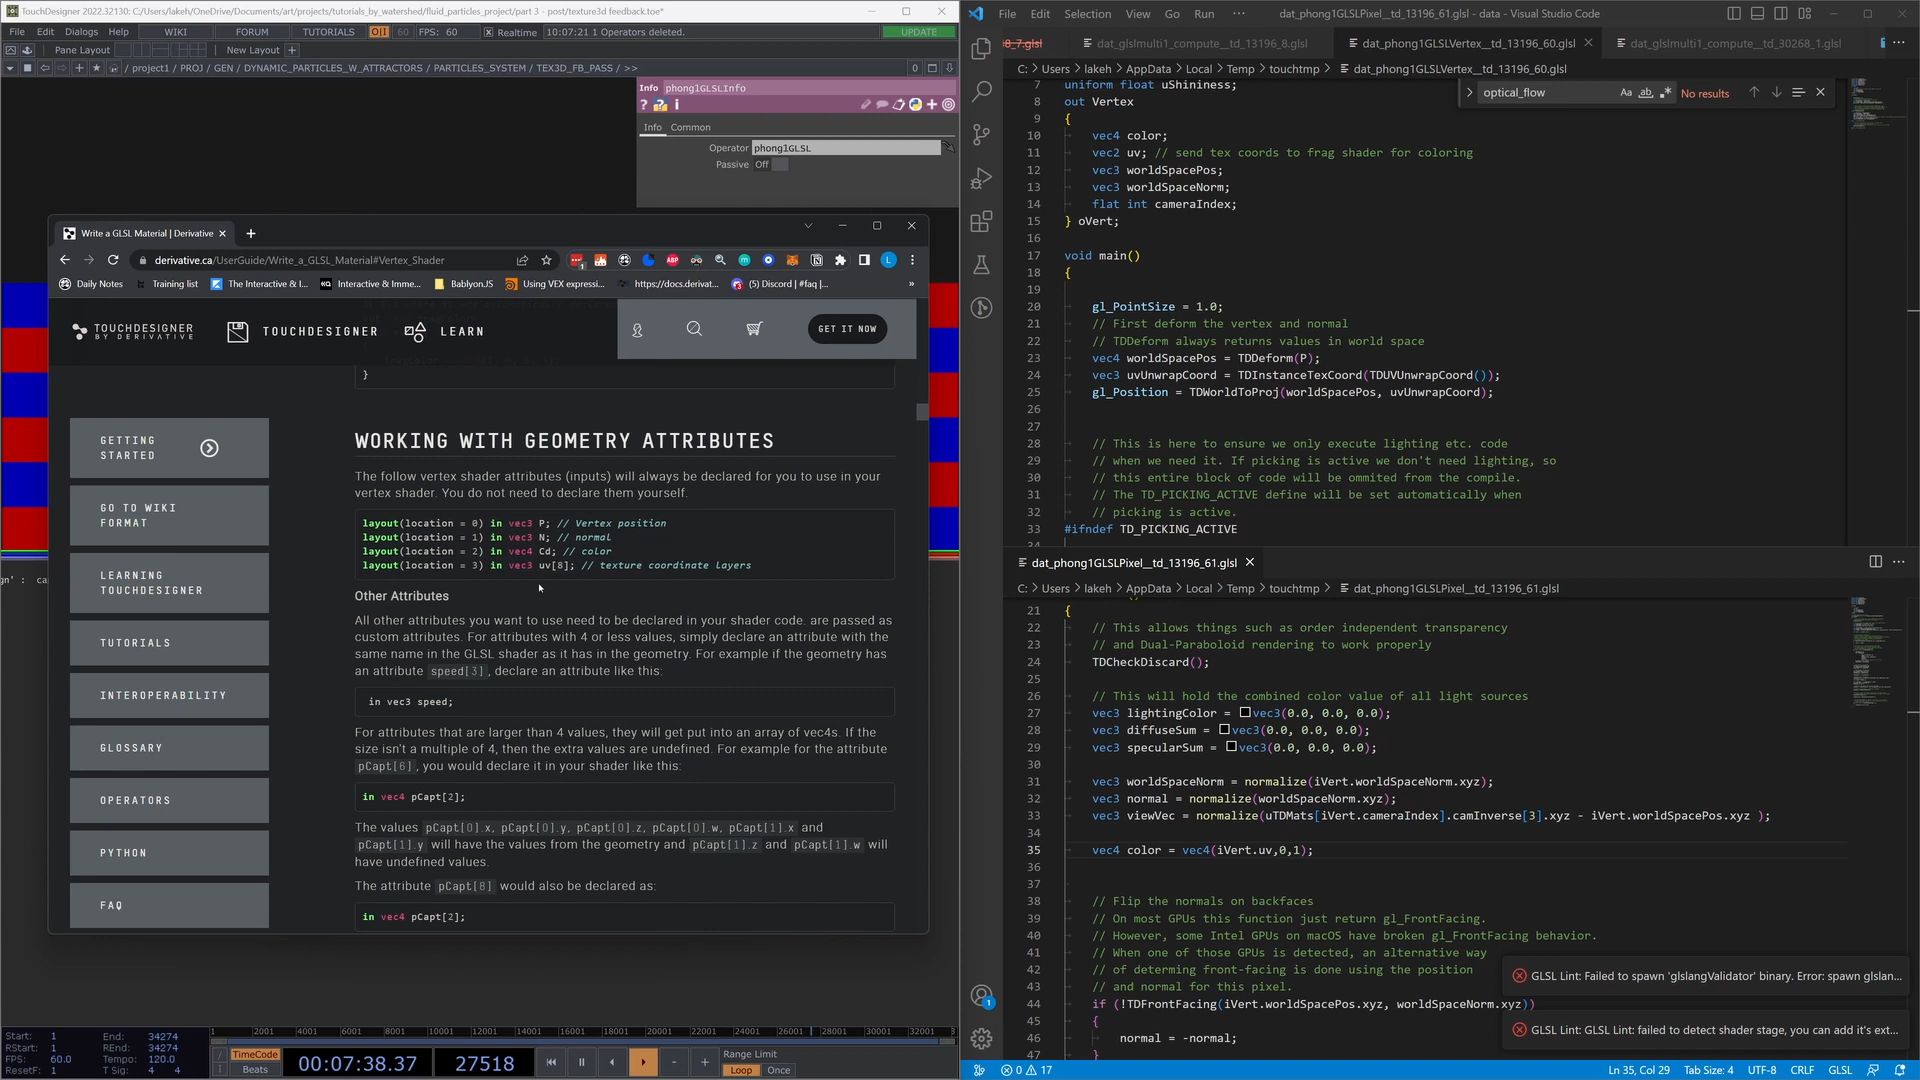 TouchDesigner 2022.32130: C:/Users/lakeh/OneDrive/Documents/art/projects/tutorials_by_watershed/fluid_particles_project/part 3 - post/texture3d feedback.toe*
File Edit Dialogs Help WIKI FORUM TUTORIALS O|I 60 FPS: 60 Realtime 10:07:21 1 Operators deleted. UPDATE
Pane Layout New Layout +
/ project1 / PROJ / GEN / DYNAMIC_PARTICLES_W_ATTRACTORS / PARTICLES_SYSTEM / TEX3D_FB_PASS / >> 0
Info phong1GLSLInfo
Info Common
Operator phong1GLSL
Passive Off
Write a GLSL Material | Derivative
derivative.ca/UserGuide/Write_a_GLSL_Material#Vertex_Shader
Daily Notes Training list The Interactive & I... Interactive & Imme... BablyonJS Using VEX expressi... https://docs.derivat... (5) Discord | #faq |... »
TOUCHDESIGNER
BY DERIVATIVE
TOUCHDESIGNER
LEARN
GET IT NOW
}
GETTING
STARTED
GO TO WIKI
FORMAT
LEARNING
TOUCHDESIGNER
TUTORIALS
INTEROPERABILITY
GLOSSARY
OPERATORS
PYTHON
FAQ
WORKING WITH GEOMETRY ATTRIBUTES
The follow vertex shader attributes (inputs) will always be declared for you to use in your
vertex shader. You do not need to declare them yourself.
layout(location = 0) in vec3 P; // Vertex position
layout(location = 1) in vec3 N; // normal
layout(location = 2) in vec4 Cd; // color
layout(location = 3) in vec3 uv[8]; // texture coordinate layers
Other Attributes
All other attributes you want to use need to be declared in your shader code. are passed as
custom attributes. For attributes with 4 or less values, simply declare an attribute with the
same name in the GLSL shader as it has in the geometry. For example if the geometry has
an attribute speed[3], declare an attribute like this:
in vec3 speed;
For attributes that are larger than 4 values, they will get put into an array of vec4s. If the
size isn't a multiple of 4, then the extra values are undefined. For example for the attribute
pCapt[6], you would declare it in your shader like this:
in vec4 pCapt[2];
The values pCapt[0].x, pCapt[0].y, pCapt[0].z, pCapt[0].w, pCapt[1].x and
pCapt[1].y will have the values from the geometry and pCapt[1].z and pCapt[1].w will
have undefined values.
The attribute pCapt[8] would also be declared as:
in vec4 pCapt[2];
Start: 1 End: 34274
RStart: 1 REnd: 34274
FPS: 60.0 Tempo: 120.0
ResetF: 1 T Sig: 4 4
1 2001 4001 6001 8001 10001 12001 14001 16001 18001 20001 22001 24001 26001 28001 30001 32001
TimeCode
Beats
00:07:38.37 27518
Range Limit
Loop Once
File Edit Selection View Go Run ··· dat_phong1GLSLPixel__td_13196_61.glsl - data - Visual Studio Code
8_7.glsl dat_glslmulti1_compute__td_13196_8.glsl dat_phong1GLSLVertex__td_13196_60.glsl dat_glslmulti1_compute__td_30268_1.glsl
C: > Users > lakeh > AppData > Local > Temp > touchtmp > dat_phong1GLSLVertex__td_13196_60.glsl
optical_flow Aa ab No results
7 uniform float uShininess;
8 out Vertex
9 {
10 vec4 color;
11 vec2 uv; // send tex coords to frag shader for coloring
12 vec3 worldSpacePos;
13 vec3 worldSpaceNorm;
14 flat int cameraIndex;
15 } oVert;
16
17 void main()
18 {
19
20 gl_PointSize = 1.0;
21 // First deform the vertex and normal
22 // TDDeform always returns values in world space
23 vec4 worldSpacePos = TDDeform(P);
24 vec3 uvUnwrapCoord = TDInstanceTexCoord(TDUVUnwrapCoord());
25 gl_Position = TDWorldToProj(worldSpacePos, uvUnwrapCoord);
26
27
28 // This is here to ensure we only execute lighting etc. code
29 // when we need it. If picking is active we don't need lighting, so
30 // this entire block of code will be ommited from the compile.
31 // The TD_PICKING_ACTIVE define will be set automatically when
32 // picking is active.
33 #ifndef TD_PICKING_ACTIVE
34
dat_phong1GLSLPixel__td_13196_61.glsl
C: > Users > lakeh > AppData > Local > Temp > touchtmp > dat_phong1GLSLPixel__td_13196_61.glsl
21 {
22 // This allows things such as order independent transparency
23 // and Dual-Paraboloid rendering to work properly
24 TDCheckDiscard();
25
26 // This will hold the combined color value of all light sources
27 vec3 lightingColor = vec3(0.0, 0.0, 0.0);
28 vec3 diffuseSum = vec3(0.0, 0.0, 0.0);
29 vec3 specularSum = vec3(0.0, 0.0, 0.0);
30
31 vec3 worldSpaceNorm = normalize(iVert.worldSpaceNorm.xyz);
32 vec3 normal = normalize(worldSpaceNorm.xyz);
33 vec3 viewVec = normalize(uTDMats[iVert.cameraIndex].camInverse[3].xyz - iVert.worldSpacePos.xyz );
34
35 vec4 color = vec4(iVert.uv,0,1);
36
37
38 // Flip the normals on backfaces
39 // On most GPUs this function just return gl_FrontFacing.
40 // However, some Intel GPUs on macOS have broken gl_FrontFacing behavior.
41 // When one of those GPUs is detected, an alternative way
42 // of determing front-facing is done using the position
43 // and normal for this pixel.
44 if (!TDFrontFacing(iVert.worldSpacePos.xyz, worldSpaceNorm.xyz))
45 {
46 normal = -normal;
47 }
GLSL Lint: Failed to spawn 'glslangValidator' binary. Error: spawn glslan...
GLSL Lint: GLSL Lint: failed to detect shader stage, you can add it's ext...
0 17 Ln 35, Col 29 Tab Size: 4 UTF-8 CRLF GLSL